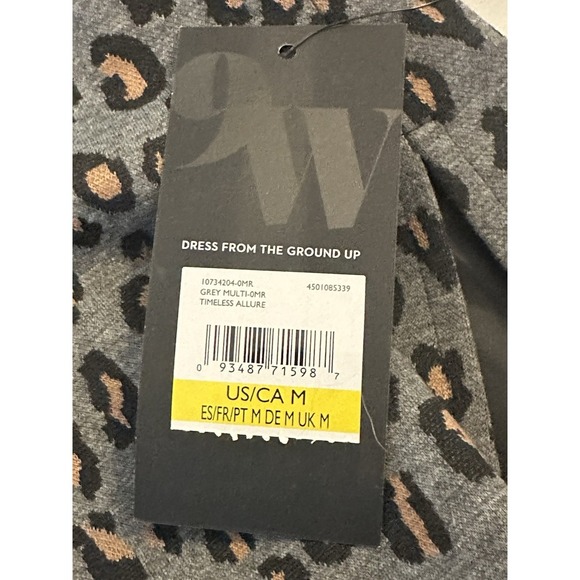 9W
DRESS FROM THE GROUND UP
10734204-0MR 4501085339
GREY MULTI-0MR
TIMELESS ALLURE
0 93487 71598 7
US/CA M
ES/FR/PT M DE M UK M